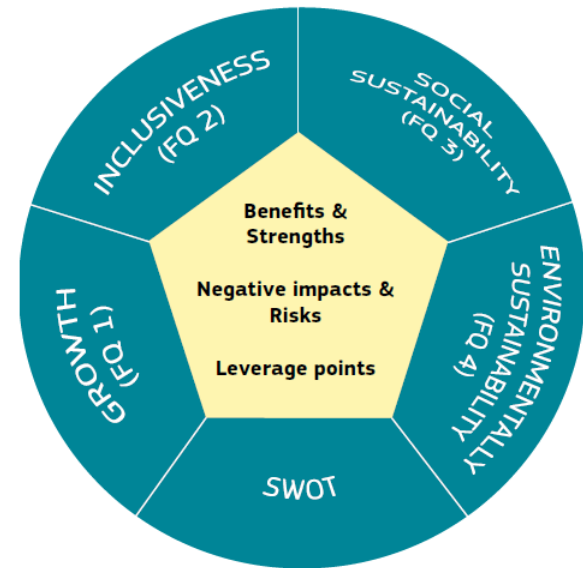 INCLUSIVENESS
(FQ 2)
SOCIAL
SUSTAINABILITY
(FQ 3)
Benefits &
Strengths
Negative impacts &
Risks
Leverage points
GROWTH
(FQ 1)
ENVIRONMENTALLY
SUSTAINABILITY
(FQ 4)
SWOT